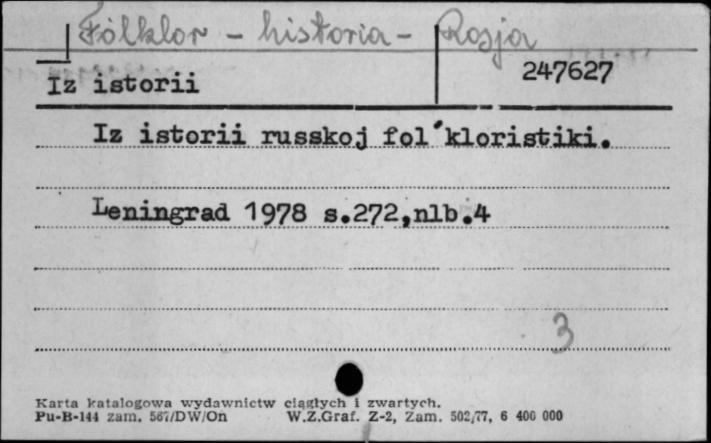 Folklor - historia - Rosja
Iz istorii 247627
Iz istorii russkoj fol´kloristiki.
Leningrad 1978 s.272,nlb.4
3
Karta katalogowa wydawnictw ciągłych i zwartych.
Pu-B-144 zam. 567/DW/On W.Z.Graf. Z-2, Zam. 502/77, 6 400 000